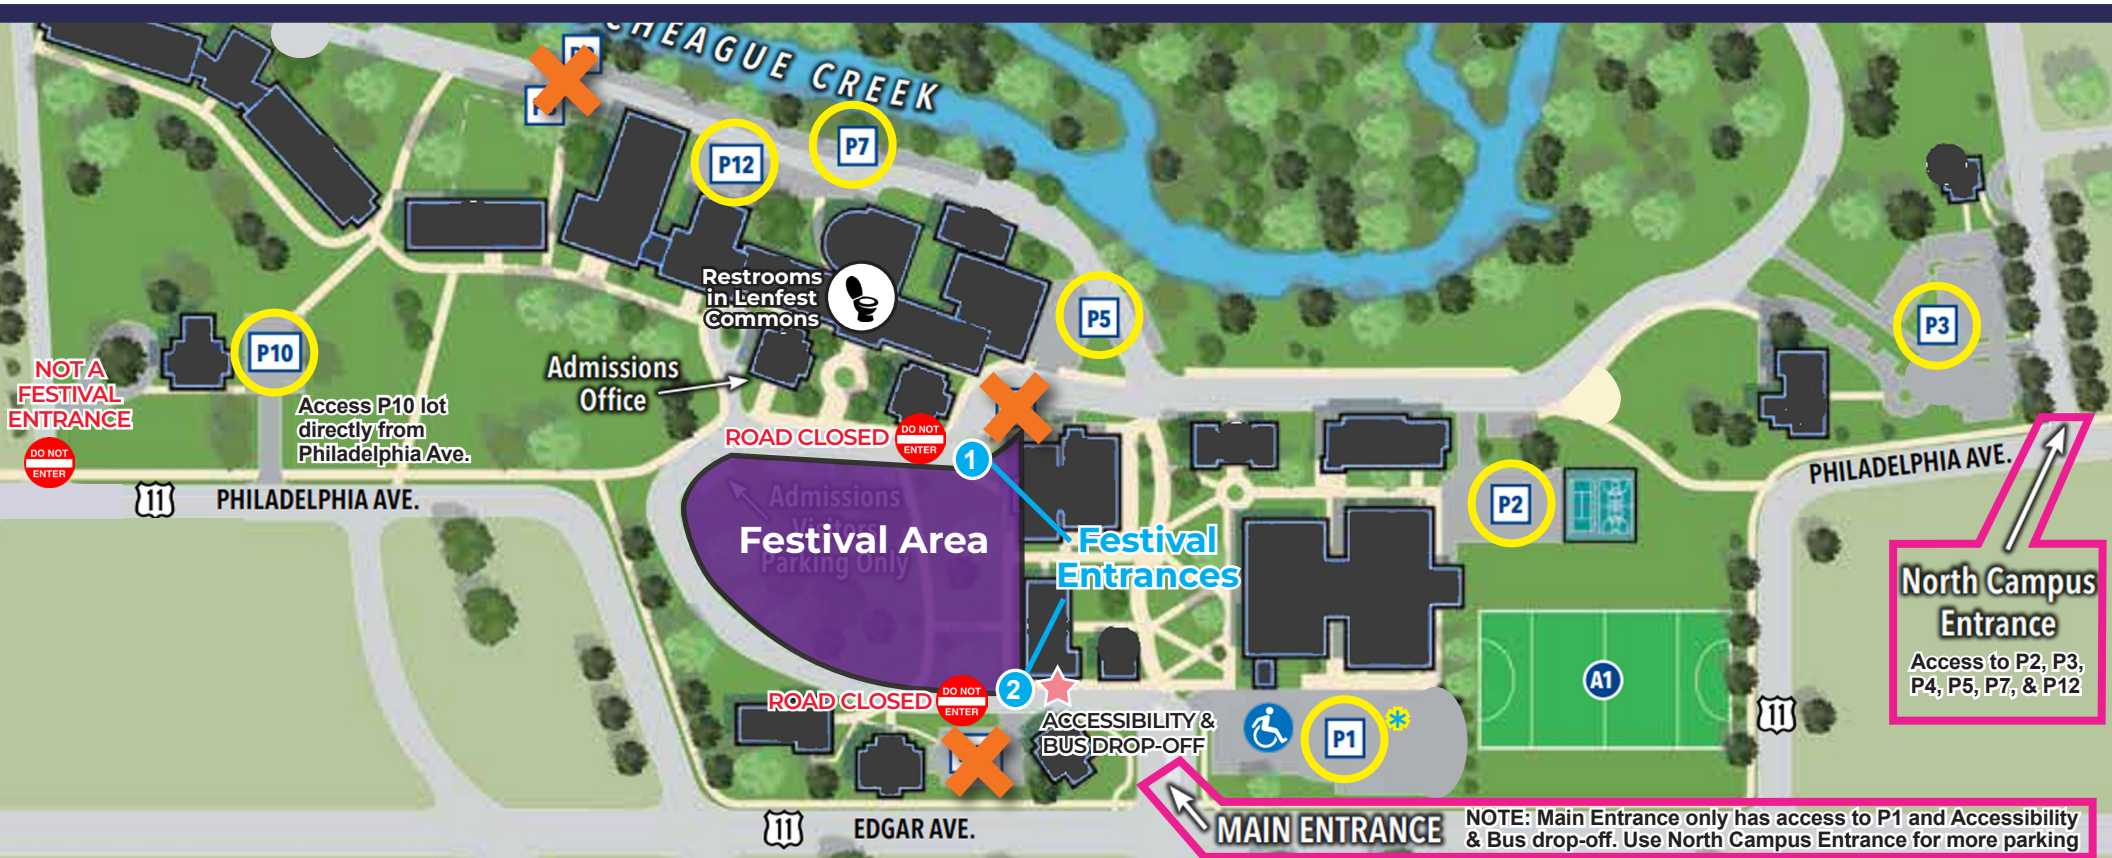 CHEAGUE CREEK
P12
P7
Restrooms
in Lenfest
Commons
P5
P3
P10
NOT A
FESTIVAL
ENTRANCE
DO NOT
ENTER
Access P10 lot
directly from
Philadelphia Ave.
Admissions
Office
ROAD CLOSED
DO NOT
ENTER
1
11
PHILADELPHIA AVE.
PHILADELPHIA AVE.
Admissions
Visitors
Parking Only
Festival Area
Festival
Entrances
P2
North Campus
Entrance
Access to P2, P3,
P4, P5, P7, & P12
A1
ROAD CLOSED
DO NOT
ENTER
2
ACCESSIBILITY &
BUS DROP-OFF
P1
*
11
11
EDGAR AVE.
MAIN ENTRANCE
NOTE: Main Entrance only has access to P1 and Accessibility
& Bus drop-off. Use North Campus Entrance for more parking